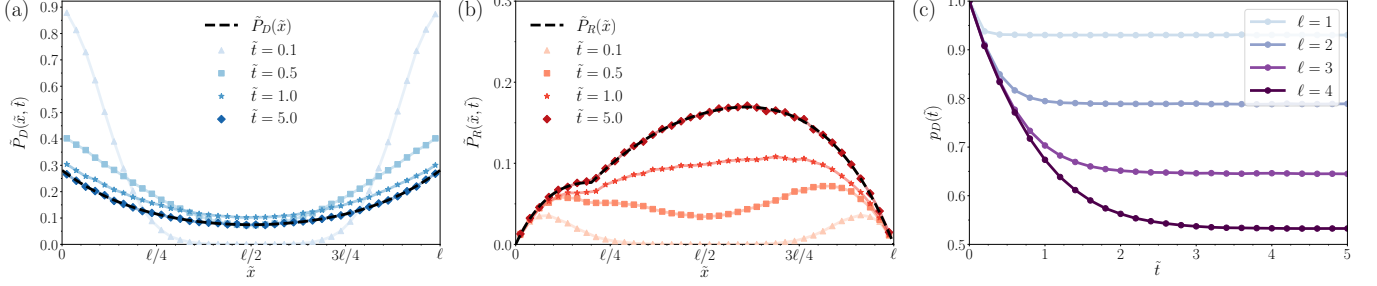 (a)
0.9
0.8
0.7
0.6
0.5
0.4
0.3
0.2
0.1
0.0
0
ℓ/4
ℓ/2
3ℓ/4
ℓ
x̃
P̃_D(x̃, t̃)
P̃_D(x̃)
t̃ = 0.1
t̃ = 0.5
t̃ = 1.0
t̃ = 5.0
(b)
0.3
0.2
0.1
0.0
0
ℓ/4
ℓ/2
3ℓ/4
ℓ
x̃
P̃_R(x̃, t̃)
P̃_R(x̃)
t̃ = 0.1
t̃ = 0.5
t̃ = 1.0
t̃ = 5.0
(c)
1.0
0.9
0.8
0.7
0.6
0.5
0
1
2
3
4
5
t̃
p_D(t̃)
ℓ = 1
ℓ = 2
ℓ = 3
ℓ = 4